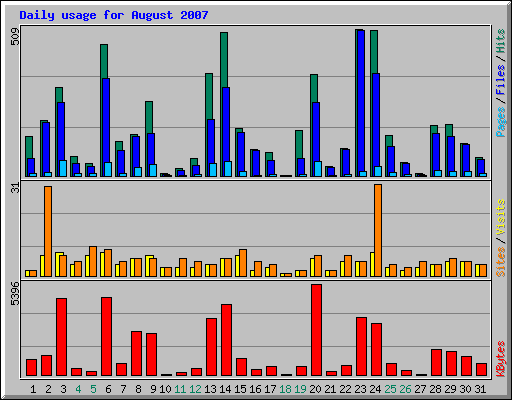 Daily usage for August 2007
509
Pages / Files / Hits
31
Sites / Visits
5396
KBytes
1 2 3 4 5 6 7 8 9 10 11 12 13 14 15 16 17 18 19 20 21 22 23 24 25 26 27 28 29 30 31